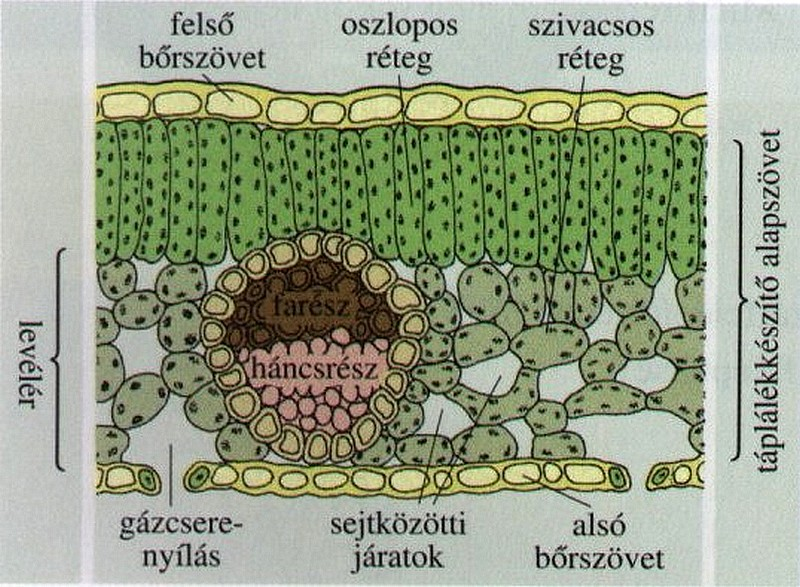 felső
bőrszövet
oszlopos
réteg
szivacsos
réteg
farész
háncsrész
levélér
táplálékkészítő alapszövet
gázcsere-
nyílás
sejtközötti
járatok
alsó
bőrszövet